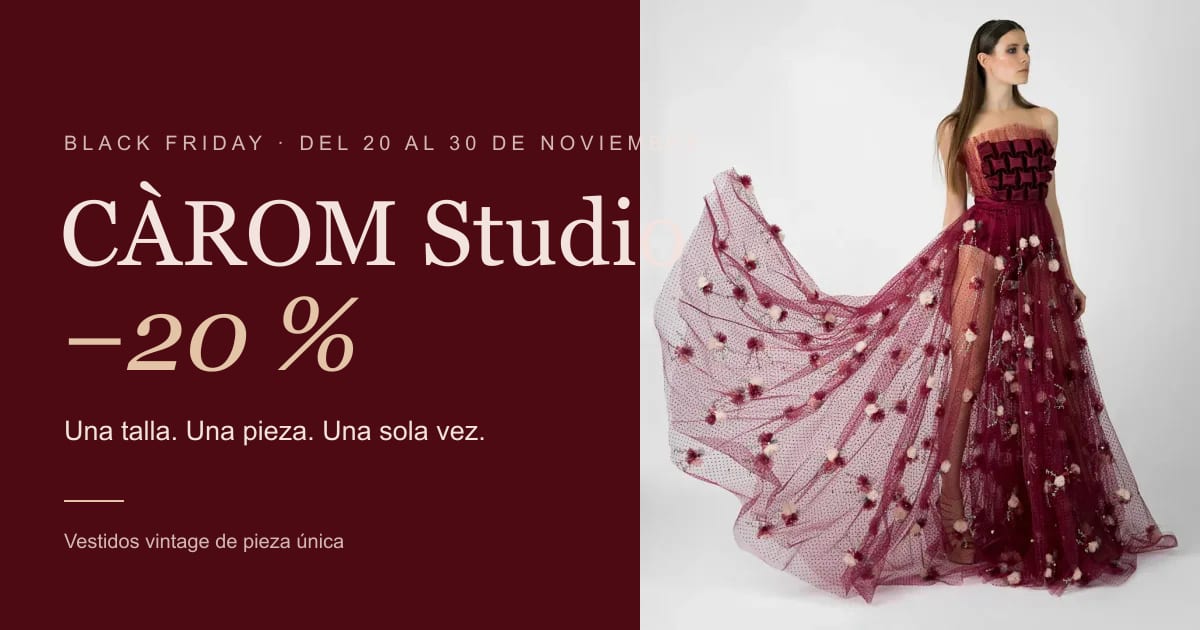 BLACK FRIDAY · DEL 20 AL 30 DE NOVIEMBRE
CÀROM Studio
–20 %
Una talla. Una pieza. Una sola vez.
Vestidos vintage de pieza única